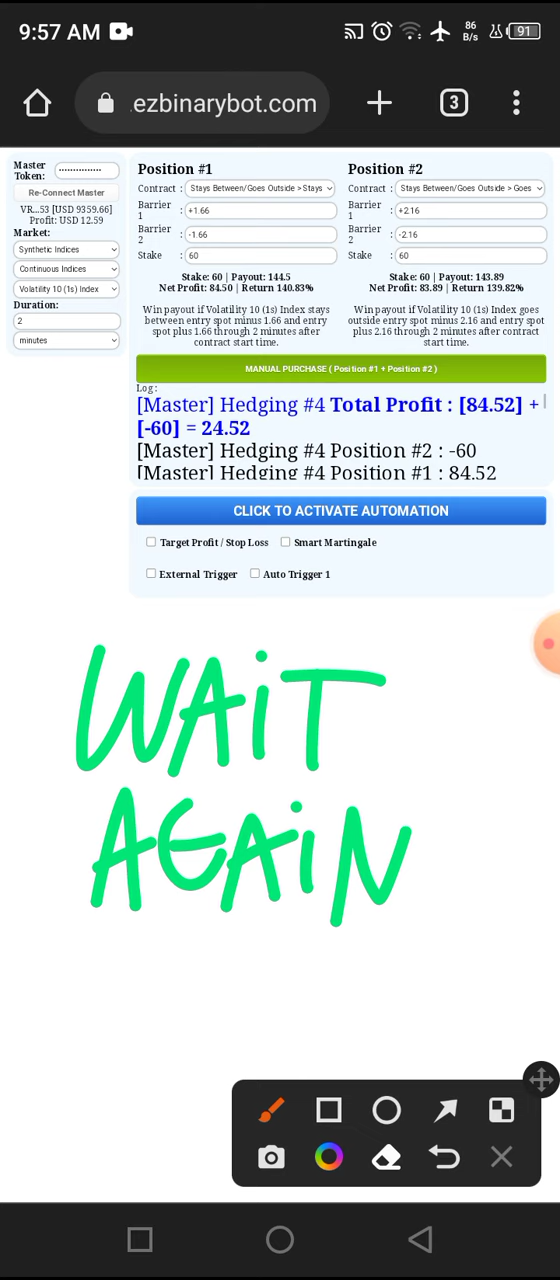 9:57 AM 86 B/s 91
.ezbinarybot.com 3
Master Token: ••••••••••••••
Re-Connect Master
VR...53 [USD 9359.66]
Profit: USD 12.59
Market:
Synthetic Indices
Continuous Indices
Volatility 10 (1s) Index
Duration:
2
minutes
Position #1
Contract : Stays Between/Goes Outside > Stays
Barrier 1 : +1.66
Barrier 2 : -1.66
Stake : 60
Stake: 60 | Payout: 144.5
Net Profit: 84.50 | Return 140.83%
Win payout if Volatility 10 (1s) Index stays
between entry spot minus 1.66 and entry
spot plus 1.66 through 2 minutes after
contract start time.
Position #2
Contract : Stays Between/Goes Outside > Goes
Barrier 1 : +2.16
Barrier 2 : -2.16
Stake : 60
Stake: 60 | Payout: 143.89
Net Profit: 83.89 | Return 139.82%
Win payout if Volatility 10 (1s) Index goes
outside entry spot minus 2.16 and entry
spot plus 2.16 through 2 minutes after
contract start time.
MANUAL PURCHASE ( Position #1 + Position #2 )
Log :
[Master] Hedging #4 Total Profit : [84.52] +
[-60] = 24.52
[Master] Hedging #4 Position #2 : -60
[Master] Hedging #4 Position #1 : 84.52
CLICK TO ACTIVATE AUTOMATION
Target Profit / Stop Loss Smart Martingale
External Trigger Auto Trigger 1
WAiT
AGAiN